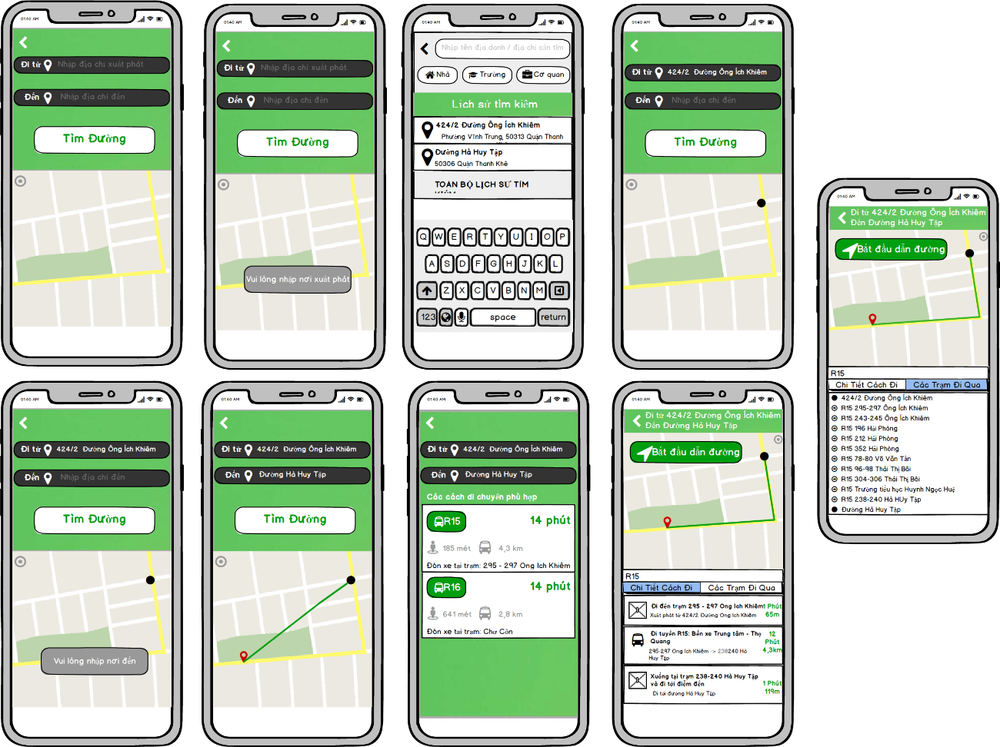 01:40 AM
Đi từ
Nhập địa chỉ xuất phát
Đến
Nhập địa chỉ đến
Tìm Đường
01:40 AM
Đi từ
Nhập địa chỉ xuất phát
Đến
Nhập địa chỉ đến
Tìm Đường
Vui lòng nhập nơi xuất phát
01:40 AM
Nhập tên địa danh / địa chỉ cần tìm
Nhà
Trường
Cơ quan
Lịch sử tìm kiếm
424/2 Đường Ông Ích Khiêm
Phường Vĩnh Trung, 50313 Quận Thanh
Đường Hà Huy Tập
50306 Quận Thanh Khê
TOÀN BỘ LỊCH SỬ TÌM
Q W E R T Y U I O P
A S D F G H J K L
Z X C V B N M
123
space
return
01:40 AM
Đi từ
424/2 Đường Ông Ích Khiêm
Đến
Nhập địa chỉ đến
Tìm Đường
01:40 AM
Đi từ 424/2 Đường Ông Ích Khiêm
Đến Đường Hà Huy Tập
Bắt đầu dẫn đường
R15
Chi Tiết Cách Đi
Các Trạm Đi Qua
424/2 Đương Ông Ích Khiêm
R15 295-297 Ông Ích Khiêm
R15 243-245 Ông Ích Khiêm
R15 196 Hải Phòng
R15 212 Hải Phòng
R15 352 Hải Phòng
R15 78-80 Võ Văn Tần
R15 96-98 Thái Thị Bôi
R15 304-306 Thái Thị Bôi
R15 Trường tiểu học Huynh Ngọc Huệ
R15 238-240 Hà HUy Tập
Đường Hà Huy Tập
01:40 AM
Đi từ
424/2 Đường Ông Ích Khiêm
Đến
Nhập địa chỉ đến
Tìm Đường
Vui lòng nhập nơi đến
01:40 AM
Đi từ
424/2 Đường Ông Ích Khiêm
Đến
Đường Hà Huy Tập
Tìm Đường
01:40 AM
Đi từ
424/2 Đường Ông Ích Khiêm
Đến
Đường Hà Huy Tập
Các cách di chuyển phù hợp
R15
14 phút
185 mét
4,3 km
Đón xe tại trạm: 295 - 297 Ong Ich Khiêm
R16
14 phút
641 mét
2,8 km
Đón xe tại trạm: Chợ Cồn
01:40 AM
Đi từ 424/2 Đường Ông Ích Khiêm
Đến Đường Hà Huy Tập
Bắt đầu dẫn đường
R15
Chi Tiết Cách Đi
Các Trạm Đi Qua
Đi đến trạm 295 - 297 Ong Ich Khiêm
1 Phút
Xuât phát từ 424/2 Đường Ong Ich Khiêm
65m
Đi tuyến R15: Bến xe Trung tâm - Thọ
Quang
12
Phút
4,3km
295-297 Ong Ich Khiêm -> 238240 Hà
Huy Tập
Xuống tại trạm 238-240 Hà Huy Tập
và đi tới điểm đến
1 Phút
119m
Đi tới đường Hà Huy Tập